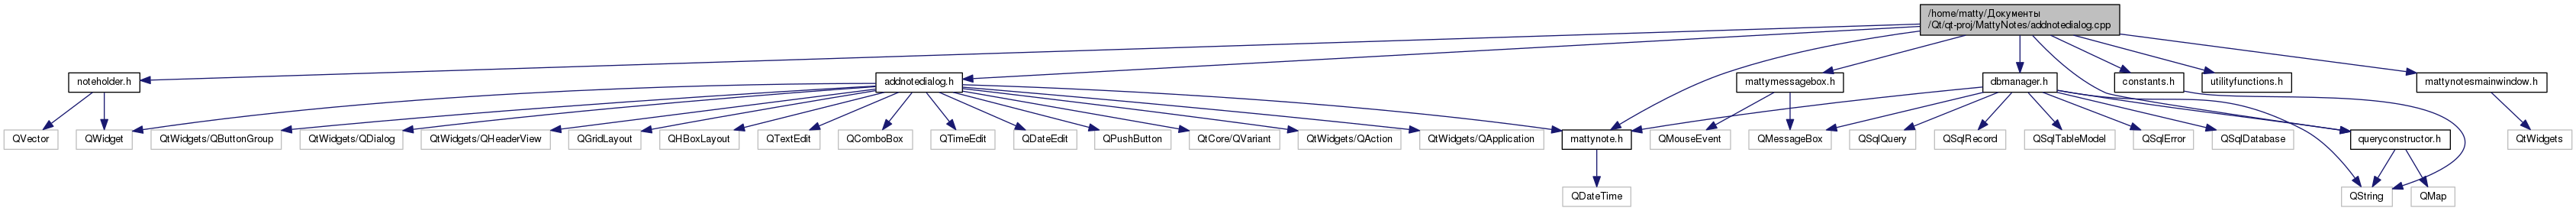 /home/matty/Документы
/Qt/qt-proj/MattyNotes/addnotedialog.cpp
noteholder.h
addnotedialog.h
mattymessagebox.h
dbmanager.h
constants.h
utilityfunctions.h
mattynotesmainwindow.h
QVector
QWidget
QtWidgets/QButtonGroup
QtWidgets/QDialog
QtWidgets/QHeaderView
QGridLayout
QHBoxLayout
QTextEdit
QComboBox
QTimeEdit
QDateEdit
QPushButton
QtCore/QVariant
QtWidgets/QAction
QtWidgets/QApplication
mattynote.h
QMouseEvent
QMessageBox
QSqlQuery
QSqlRecord
QSqlTableModel
QSqlError
QSqlDatabase
queryconstructor.h
QtWidgets
QDateTime
QString
QMap